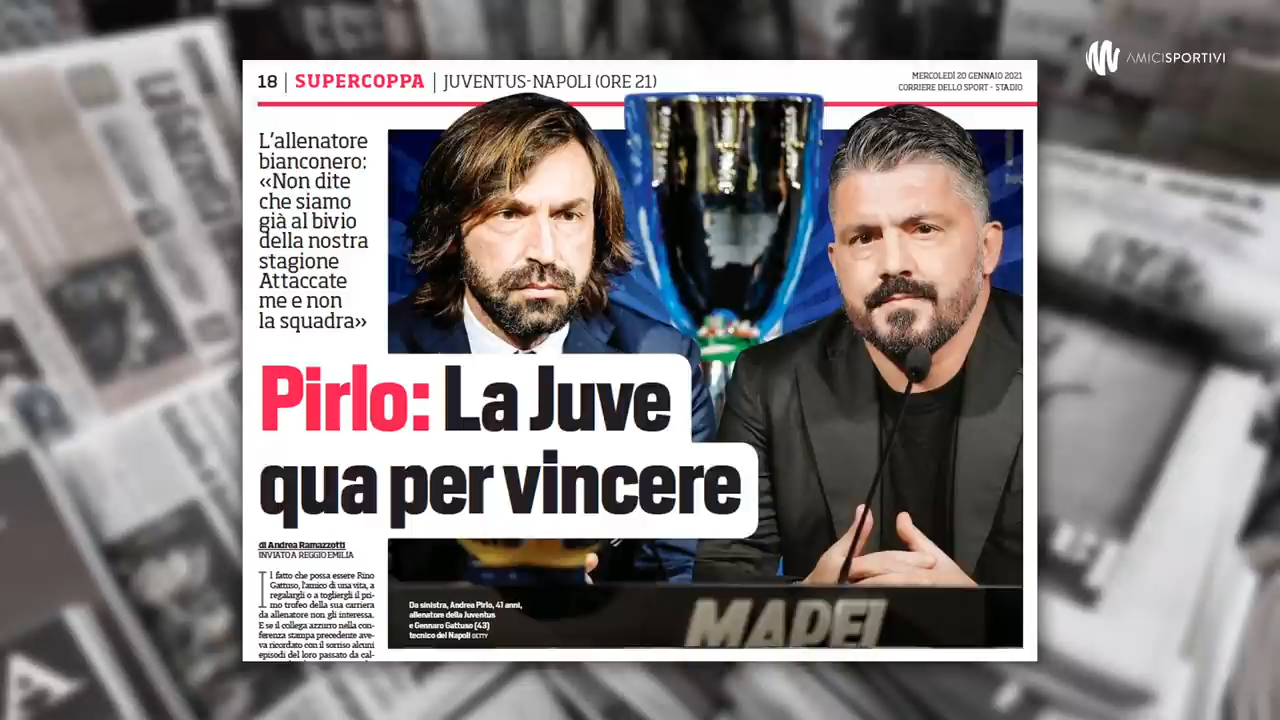 AMICISPORTIVI
18 | SUPERCOPPA | JUVENTUS-NAPOLI (ORE 21)
MERCOLEDÌ 20 GENNAIO 2021
CORRIERE DELLO SPORT - STADIO
L'allenatore
bianconero:
«Non dite
che siamo
già al bivio
della nostra
stagione
Attaccate
me e non
la squadra»
Pirlo: La Juve
qua per vincere
di Andrea Ramazzotti
INVIATO A REGGIO EMILIA
Il fatto che possa essere Rino
Gattuso, l'amico di una vita, a
regalargli o a togliergli il pri-
mo trofeo della sua carriera
da allenatore non gli interessa.
E se il collega azzurro nella con-
ferenza stampa precedente ave-
va ricordato con il sorriso alcuni
episodi del loro passato da cal-
Da sinistra, Andrea Pirlo, 41 anni,
allenatore della Juventus
e Gennaro Gattuso (43)
tecnico del Napoli GETTY
MAPEI